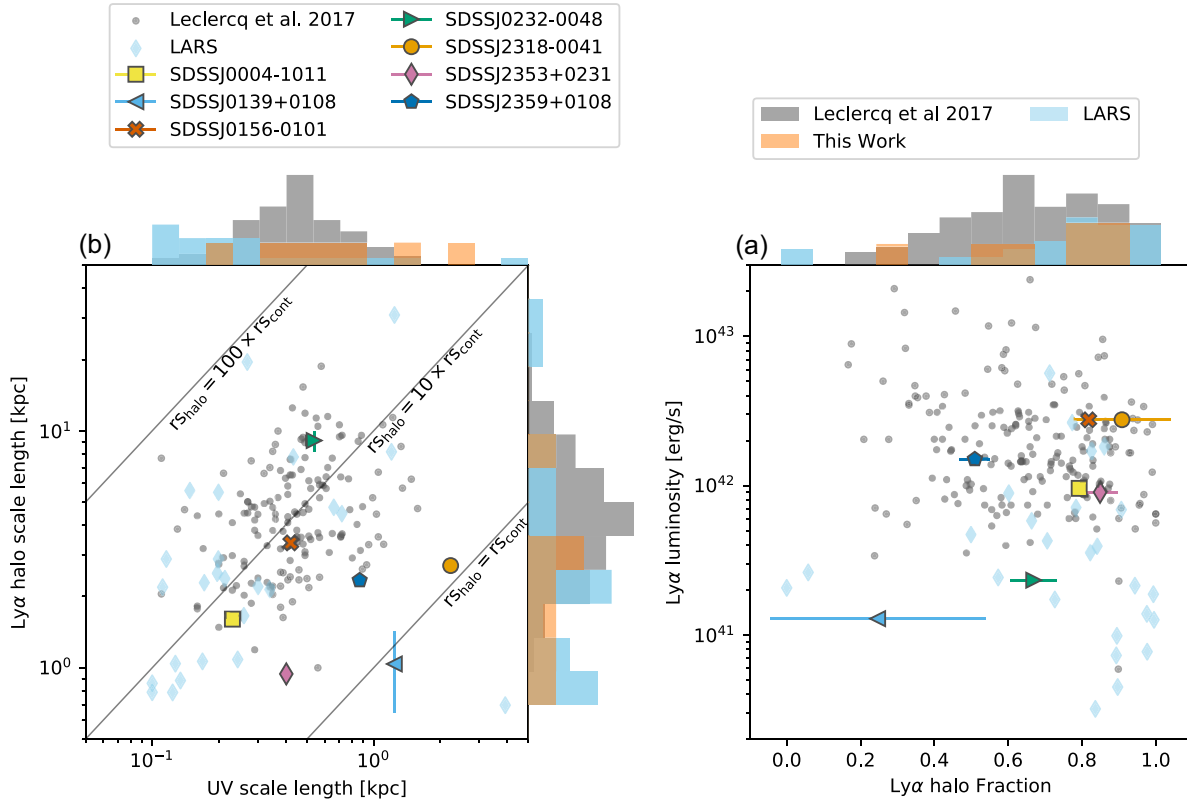 Leclercq et al. 2017
LARS
SDSSJ0004-1011
SDSSJ0139+0108
SDSSJ0156-0101
SDSSJ0232-0048
SDSSJ2318-0041
SDSSJ2353+0231
SDSSJ2359+0108
Leclercq et al 2017
This Work
LARS
(b)
rs_halo = 100 × rs_cont
rs_halo = 10 × rs_cont
rs_halo = rs_cont
Lyα halo scale length [kpc]
10^1
10^0
10^-1
10^0
UV scale length [kpc]
(a)
Lyα luminosity [erg/s]
10^43
10^42
10^41
0.0 0.2 0.4 0.6 0.8 1.0
Lyα halo Fraction